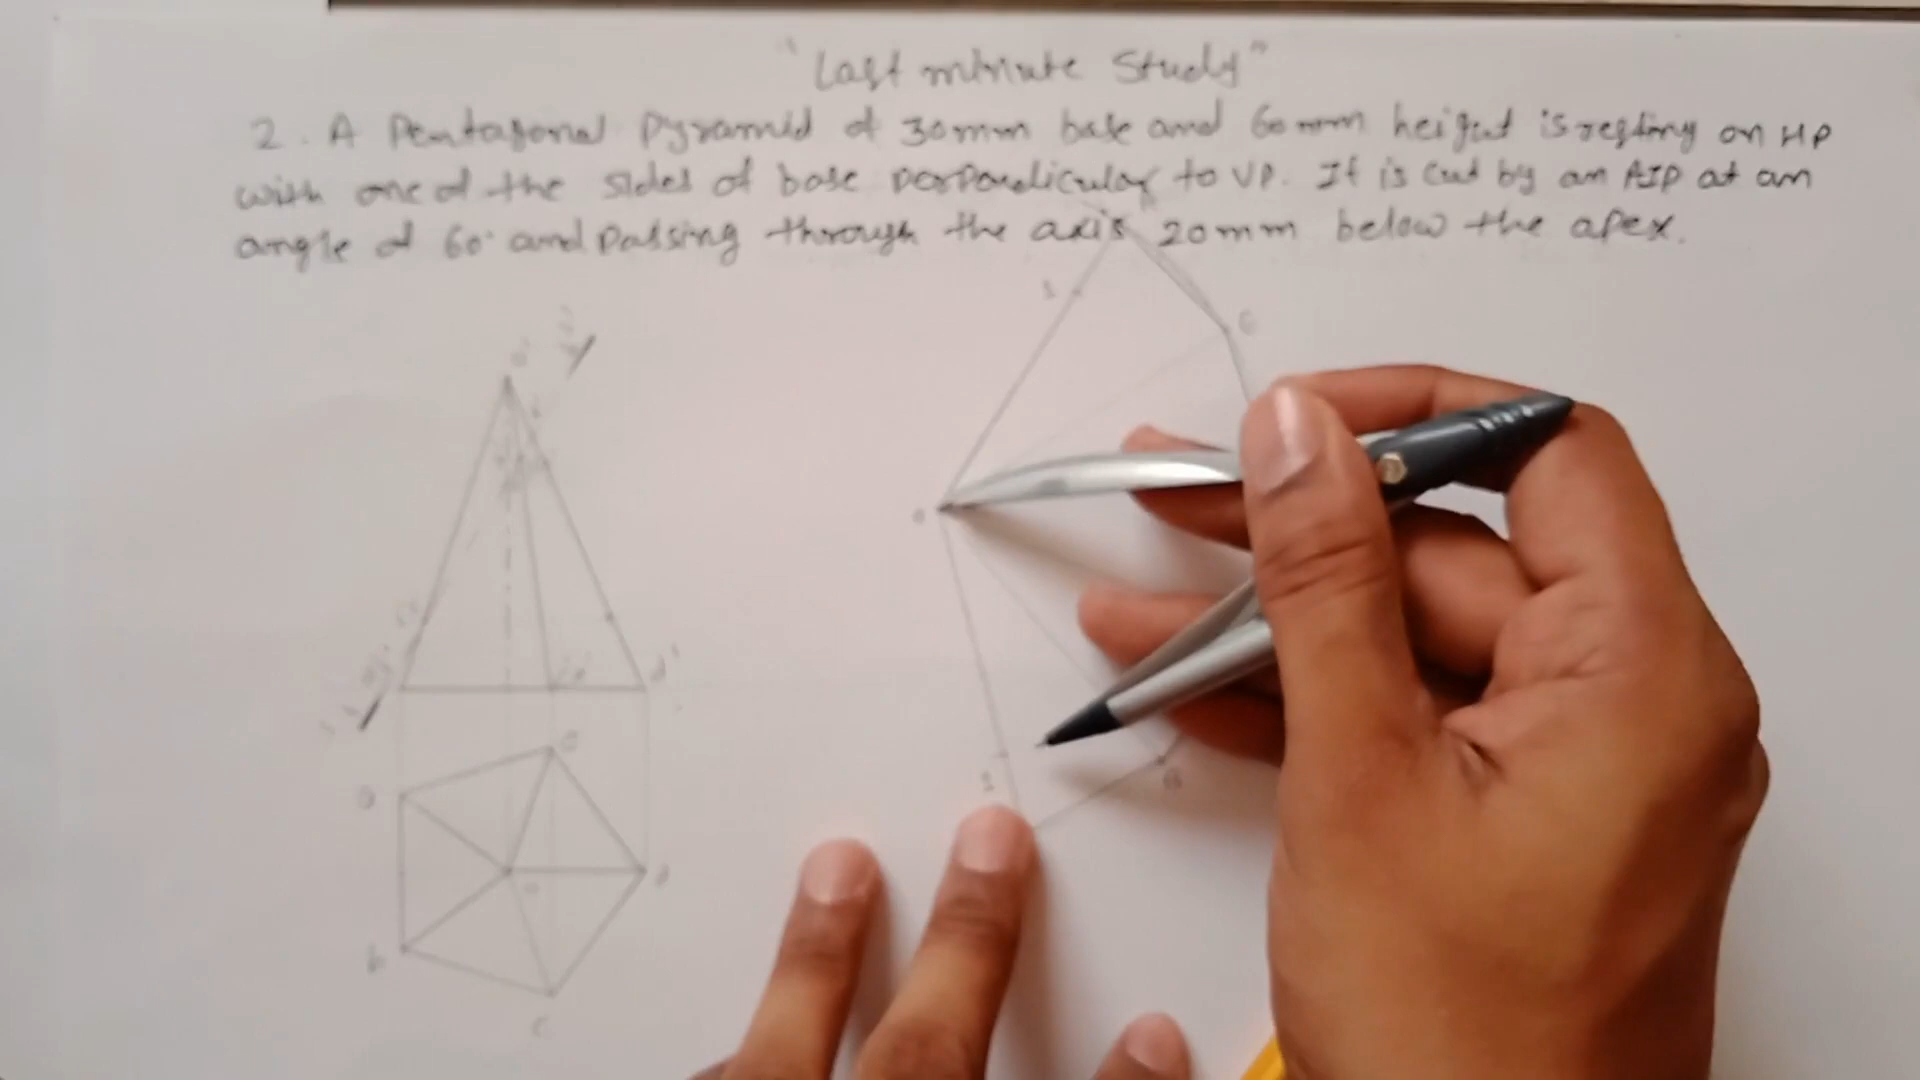 "Last minute Study"
2. A Pentagonal Pyramid of 30mm base and 60mm height is resting on HP
with one of the sides of base perpendicular to VP. It is cut by an AIP at an
angle of 60° and passing through the axis 20mm below the apex.
o'
d'
1
o
1
B
a
b
c
d
e
o